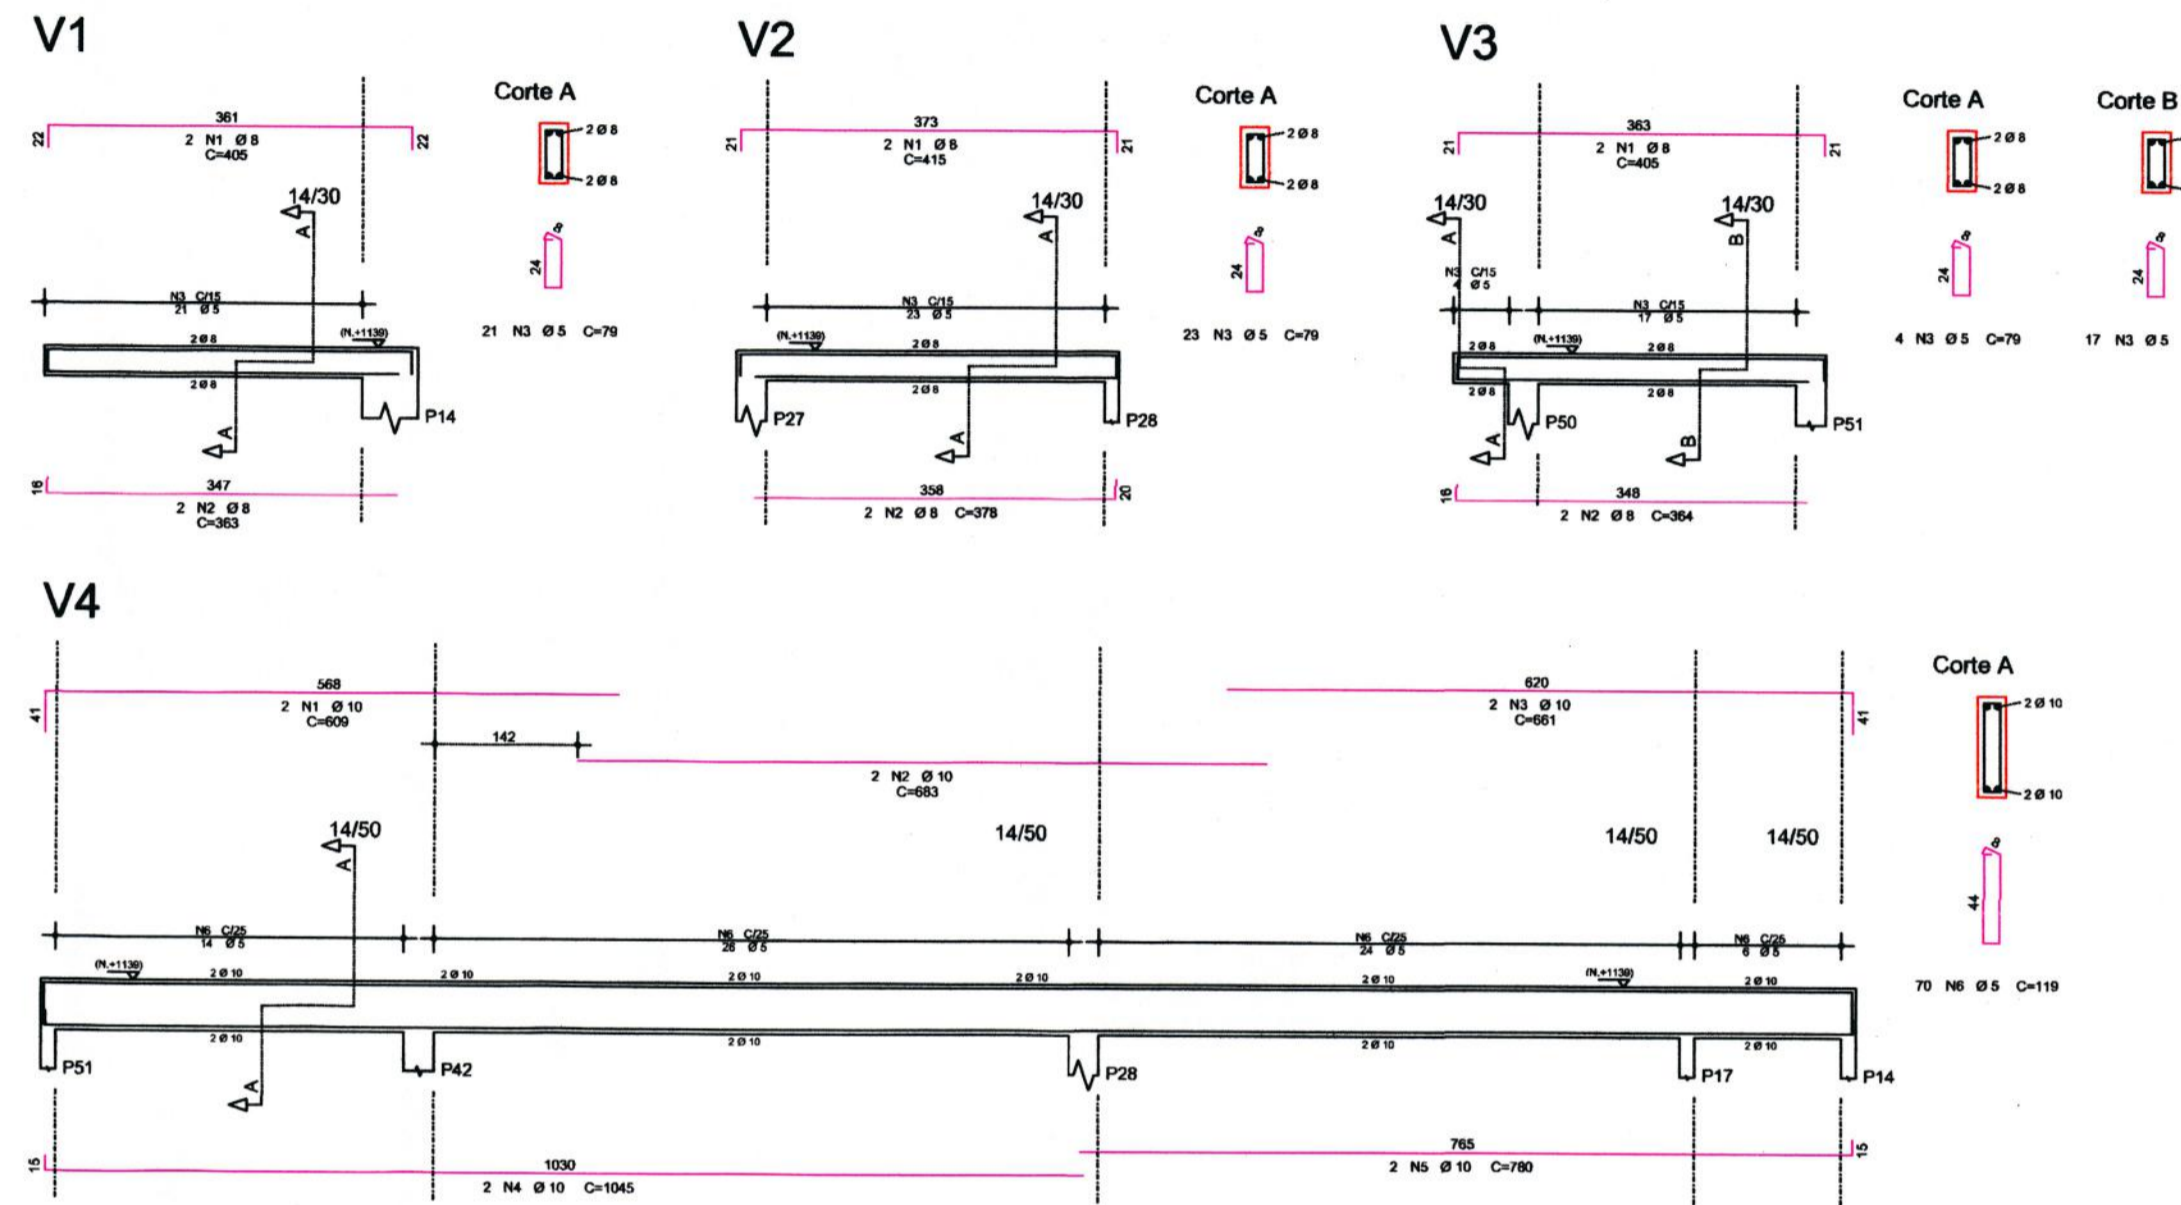 V1
361
22
22
2 N1 Ø 8
C=405
14/30
A
N3 C/15
21 Ø 5
(N.+1139)
2 Ø 8
2 Ø 8
P14
A
16
347
2 N2 Ø 8
C=363
Corte A
2 Ø 8
2 Ø 8
8
24
21 N3 Ø 5 C=79
V2
373
21
21
2 N1 Ø 8
C=415
14/30
A
N3 C/15
23 Ø 5
(N.+1139)
2 Ø 8
2 Ø 8
P27
P28
A
358
20
2 N2 Ø 8 C=378
Corte A
2 Ø 8
2 Ø 8
8
24
23 N3 Ø 5 C=79
V3
363
21
21
2 N1 Ø 8
C=405
14/30
14/30
A
B
N3 C/15
4 Ø 5
N3 C/15
17 Ø 5
2 Ø 8
(N.+1139)
2 Ø 8
2 Ø 8
2 Ø 8
P50
P51
A
B
16
348
2 N2 Ø 8 C=364
Corte A
2 Ø 8
2 Ø 8
8
24
4 N3 Ø 5 C=79
Corte B
8
24
17 N3 Ø 5
V4
568
41
2 N1 Ø 10
C=609
142
2 N2 Ø 10
C=683
620
41
2 N3 Ø 10
C=661
14/50
14/50
14/50
14/50
A
N6 C/25
14 Ø 5
N6 C/25
26 Ø 5
N6 C/25
24 Ø 5
N6 C/25
6 Ø 5
(N.+1139)
2 Ø 10
2 Ø 10
2 Ø 10
2 Ø 10
2 Ø 10
(N.+1139)
2 Ø 10
2 Ø 10
2 Ø 10
2 Ø 10
2 Ø 10
P51
P42
P28
P17
P14
A
15
1030
2 N4 Ø 10 C=1045
765
15
2 N5 Ø 10 C=780
Corte A
2 Ø 10
2 Ø 10
8
44
70 N6 Ø 5 C=119